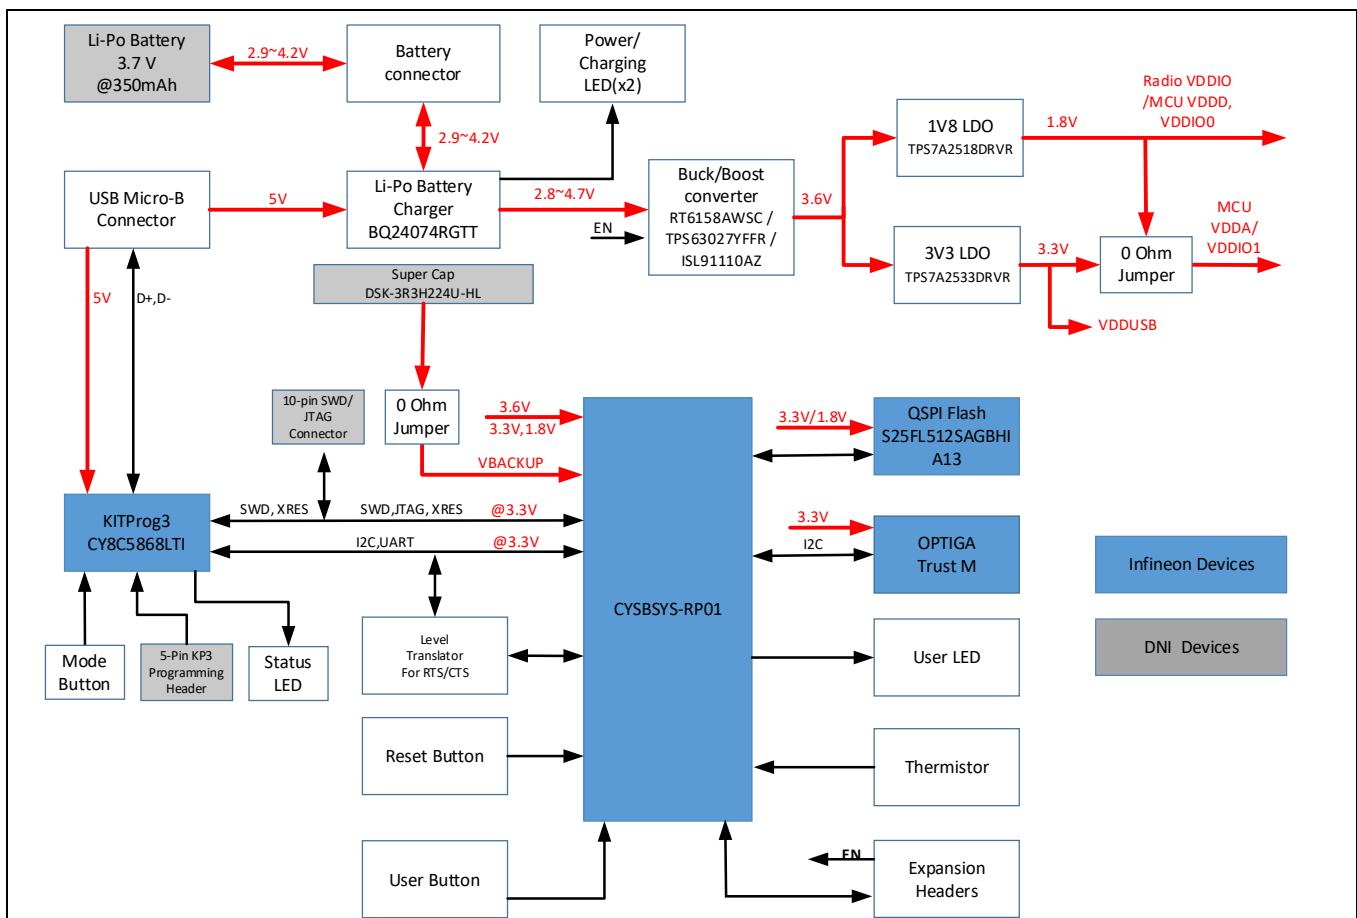 Li-Po Battery
3.7 V
@350mAh
2.9~4.2V
Battery
connector
Power/
Charging
LED(x2)
2.9~4.2V
USB Micro-B
Connector
5V
Li-Po Battery
Charger
BQ24074RGTT
2.8~4.7V
EN
Buck/Boost
converter
RT6158AWSC /
TPS63027YFFR /
ISL91110AZ
3.6V
1V8 LDO
TPS7A2518DRVR
1.8V
Radio VDDIO
/MCU VDDD,
VDDIO0
3V3 LDO
TPS7A2533DRVR
3.3V
0 Ohm
Jumper
MCU
VDDA/
VDDIO1
VDDUSB
5V
D+,D-
Super Cap
DSK-3R3H224U-HL
10-pin SWD/
JTAG
Connector
0 Ohm
Jumper
3.6V
3.3V,1.8V
VBACKUP
KITProg3
CY8C5868LTI
SWD, XRES
SWD,JTAG, XRES
@3.3V
I2C,UART
@3.3V
Mode
Button
5-Pin KP3
Programming
Header
Status
LED
Level
Translator
For RTS/CTS
Reset Button
User Button
CYSBSYS-RP01
3.3V/1.8V
QSPI Flash
S25FL512SAGBHI
A13
3.3V
I2C
OPTIGA
Trust M
User LED
Thermistor
EN
Expansion
Headers
Infineon Devices
DNI Devices